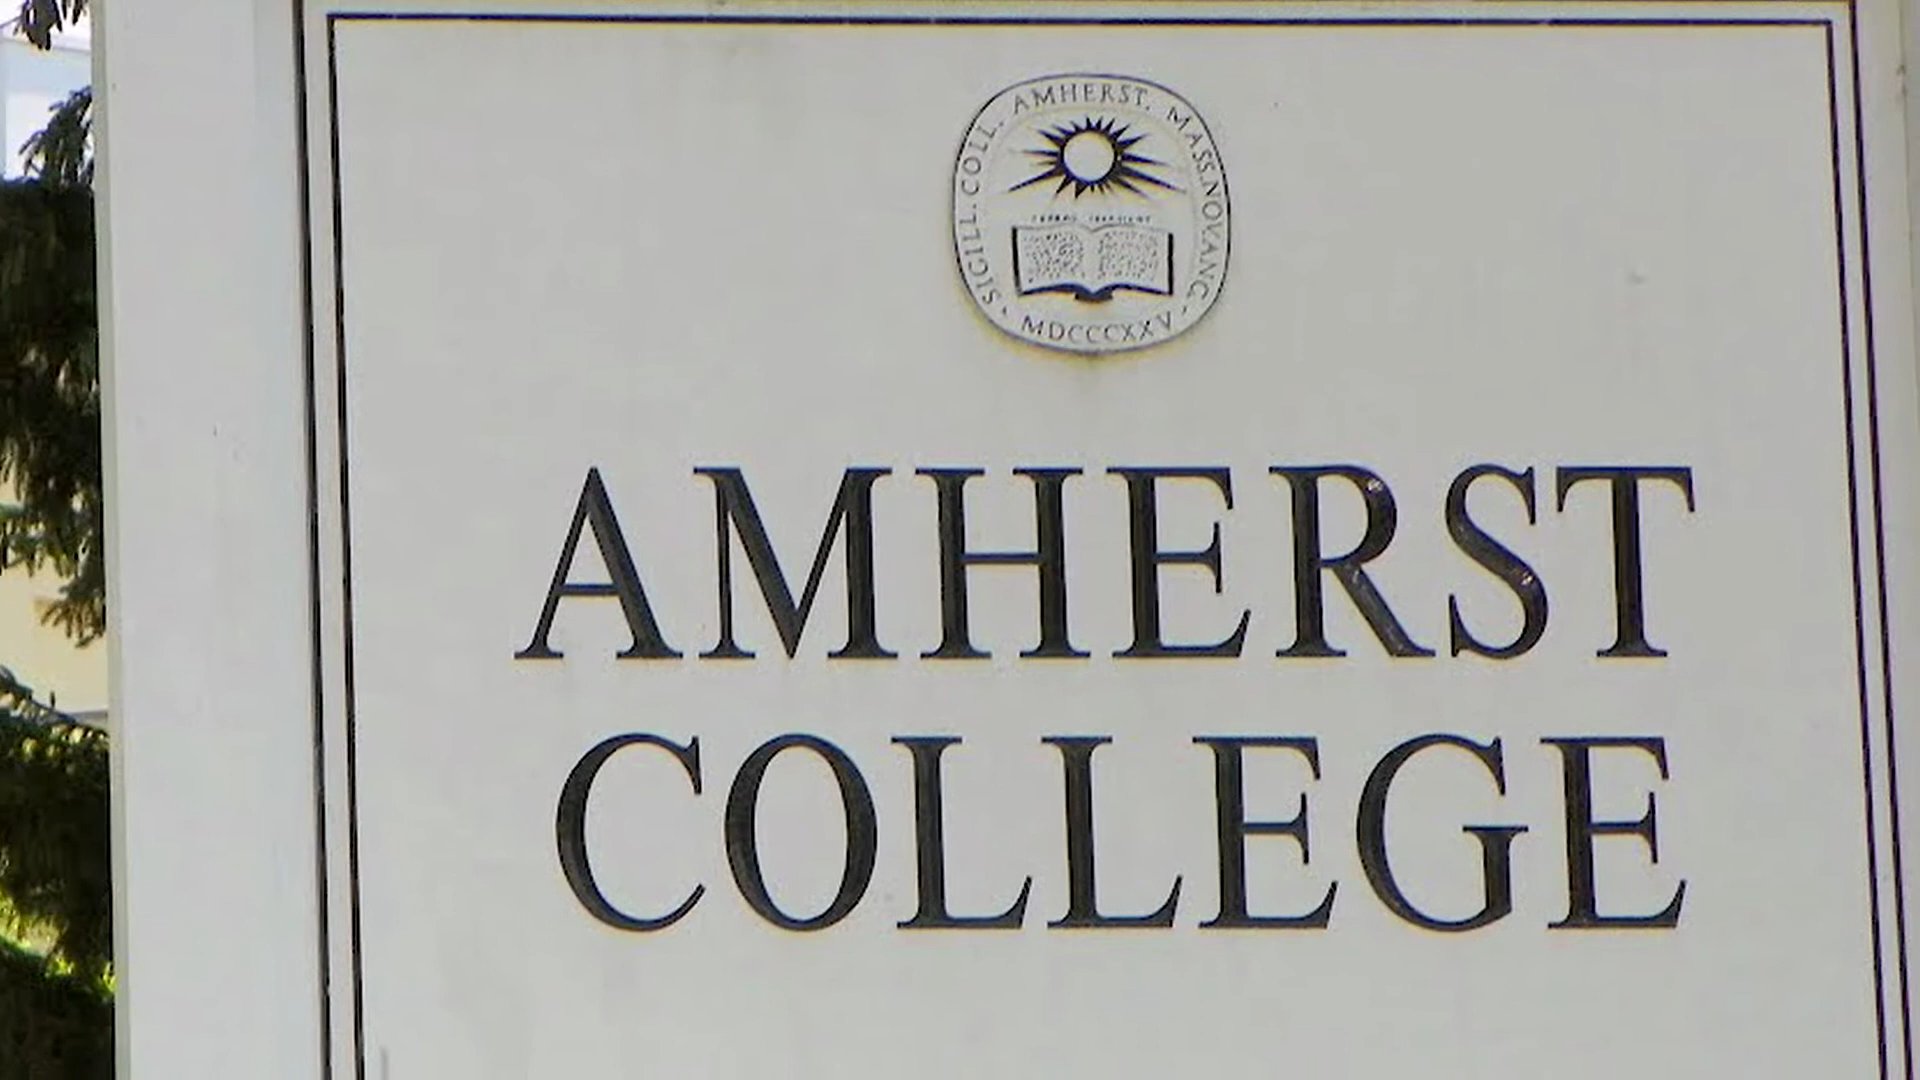 SIGILL. COLL. AMHERST. MASS. NOVANG.
MDCCCXXV
AMHERST
COLLEGE